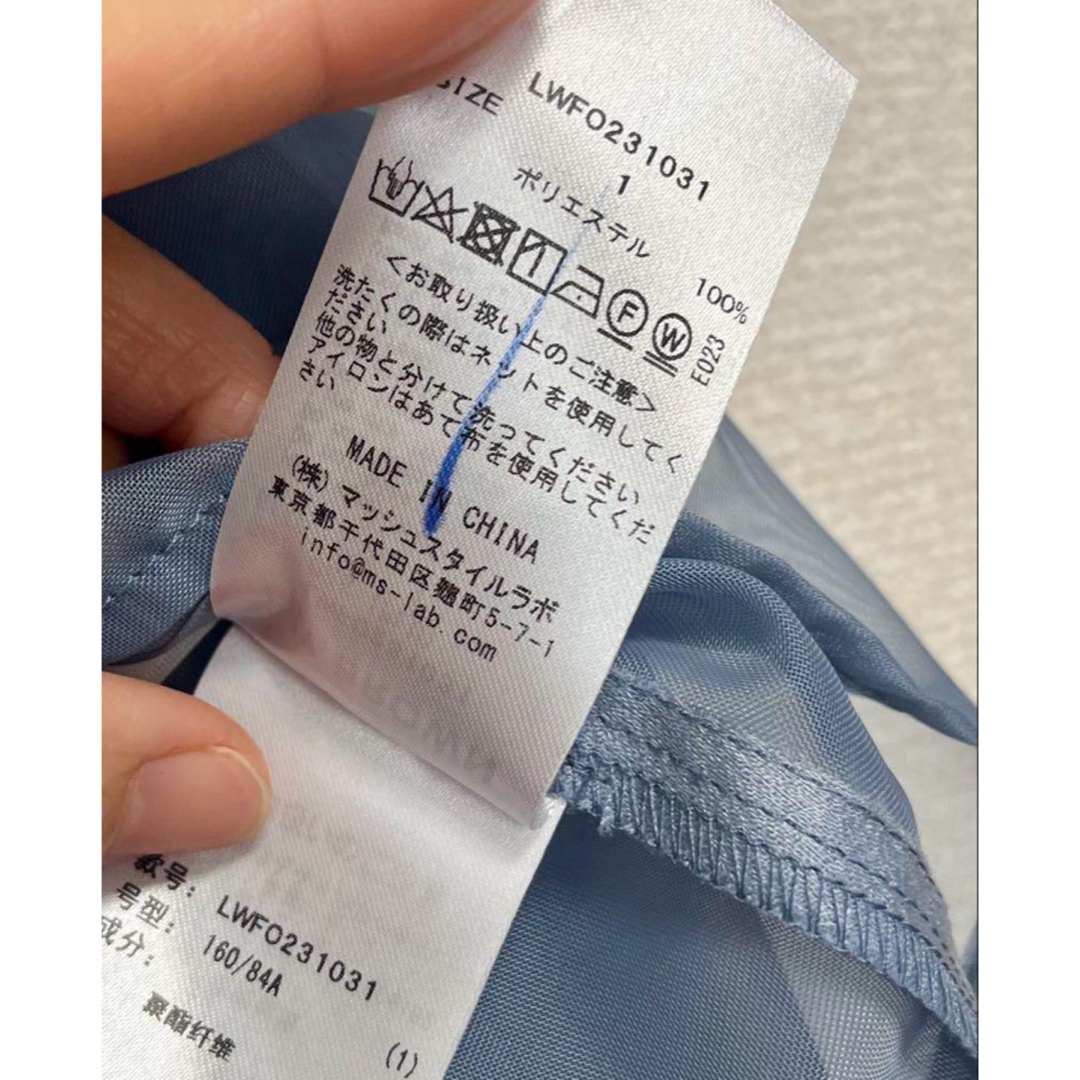 LWFO231031
SIZE 1
ポリエステル 100%
F W
E023
<お取り扱い上のご注意>
洗たくの際はネットを使用してく
ださい
他の物と分けて洗ってください
アイロンはあて布を使用してくだ
さい
MADE IN CHINA
(株)マッシュスタイルラボ
東京都千代田区麹町5-7-1
info@ms-lab.com
款号: LWFO231031
号型: 160/84A
成分:
聚酯纤维
(1)